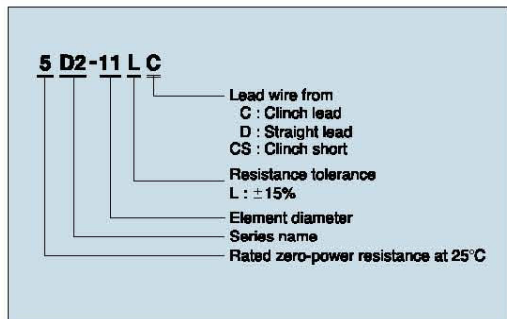 5 D2-11 L C
Lead wire from
C : Clinch lead
D : Straight lead
CS : Clinch short
Resistance tolerance
L : ±15%
Element diameter
Series name
Rated zero-power resistance at 25°C